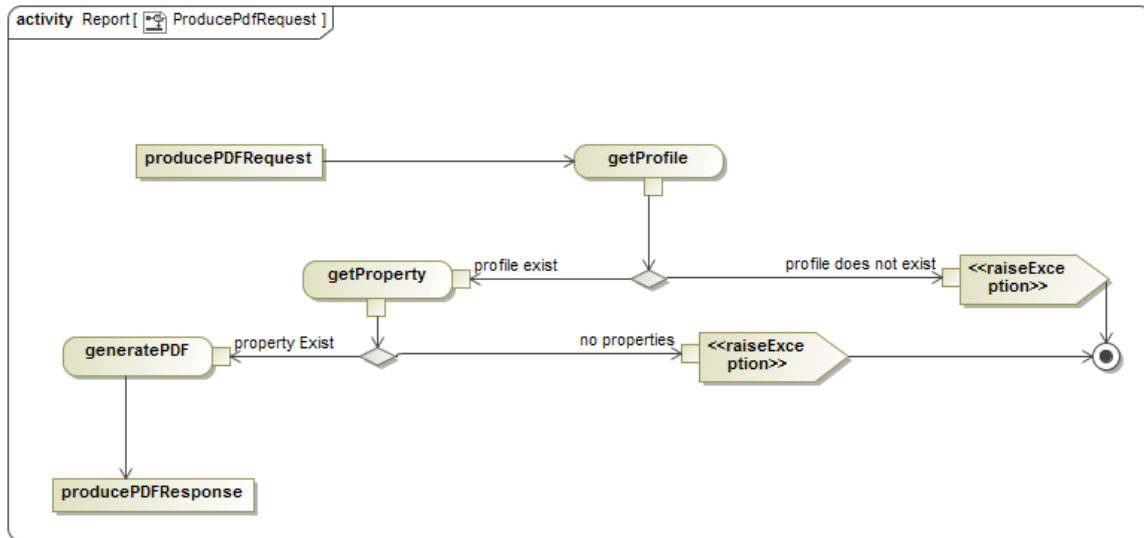 activity Report [ ProducePdfRequest ]
producePDFRequest
getProfile
getProperty
profile exist
profile does not exist
<<raiseExce
ption>>
generatePDF
property Exist
no properties
<<raiseExce
ption>>
producePDFResponse